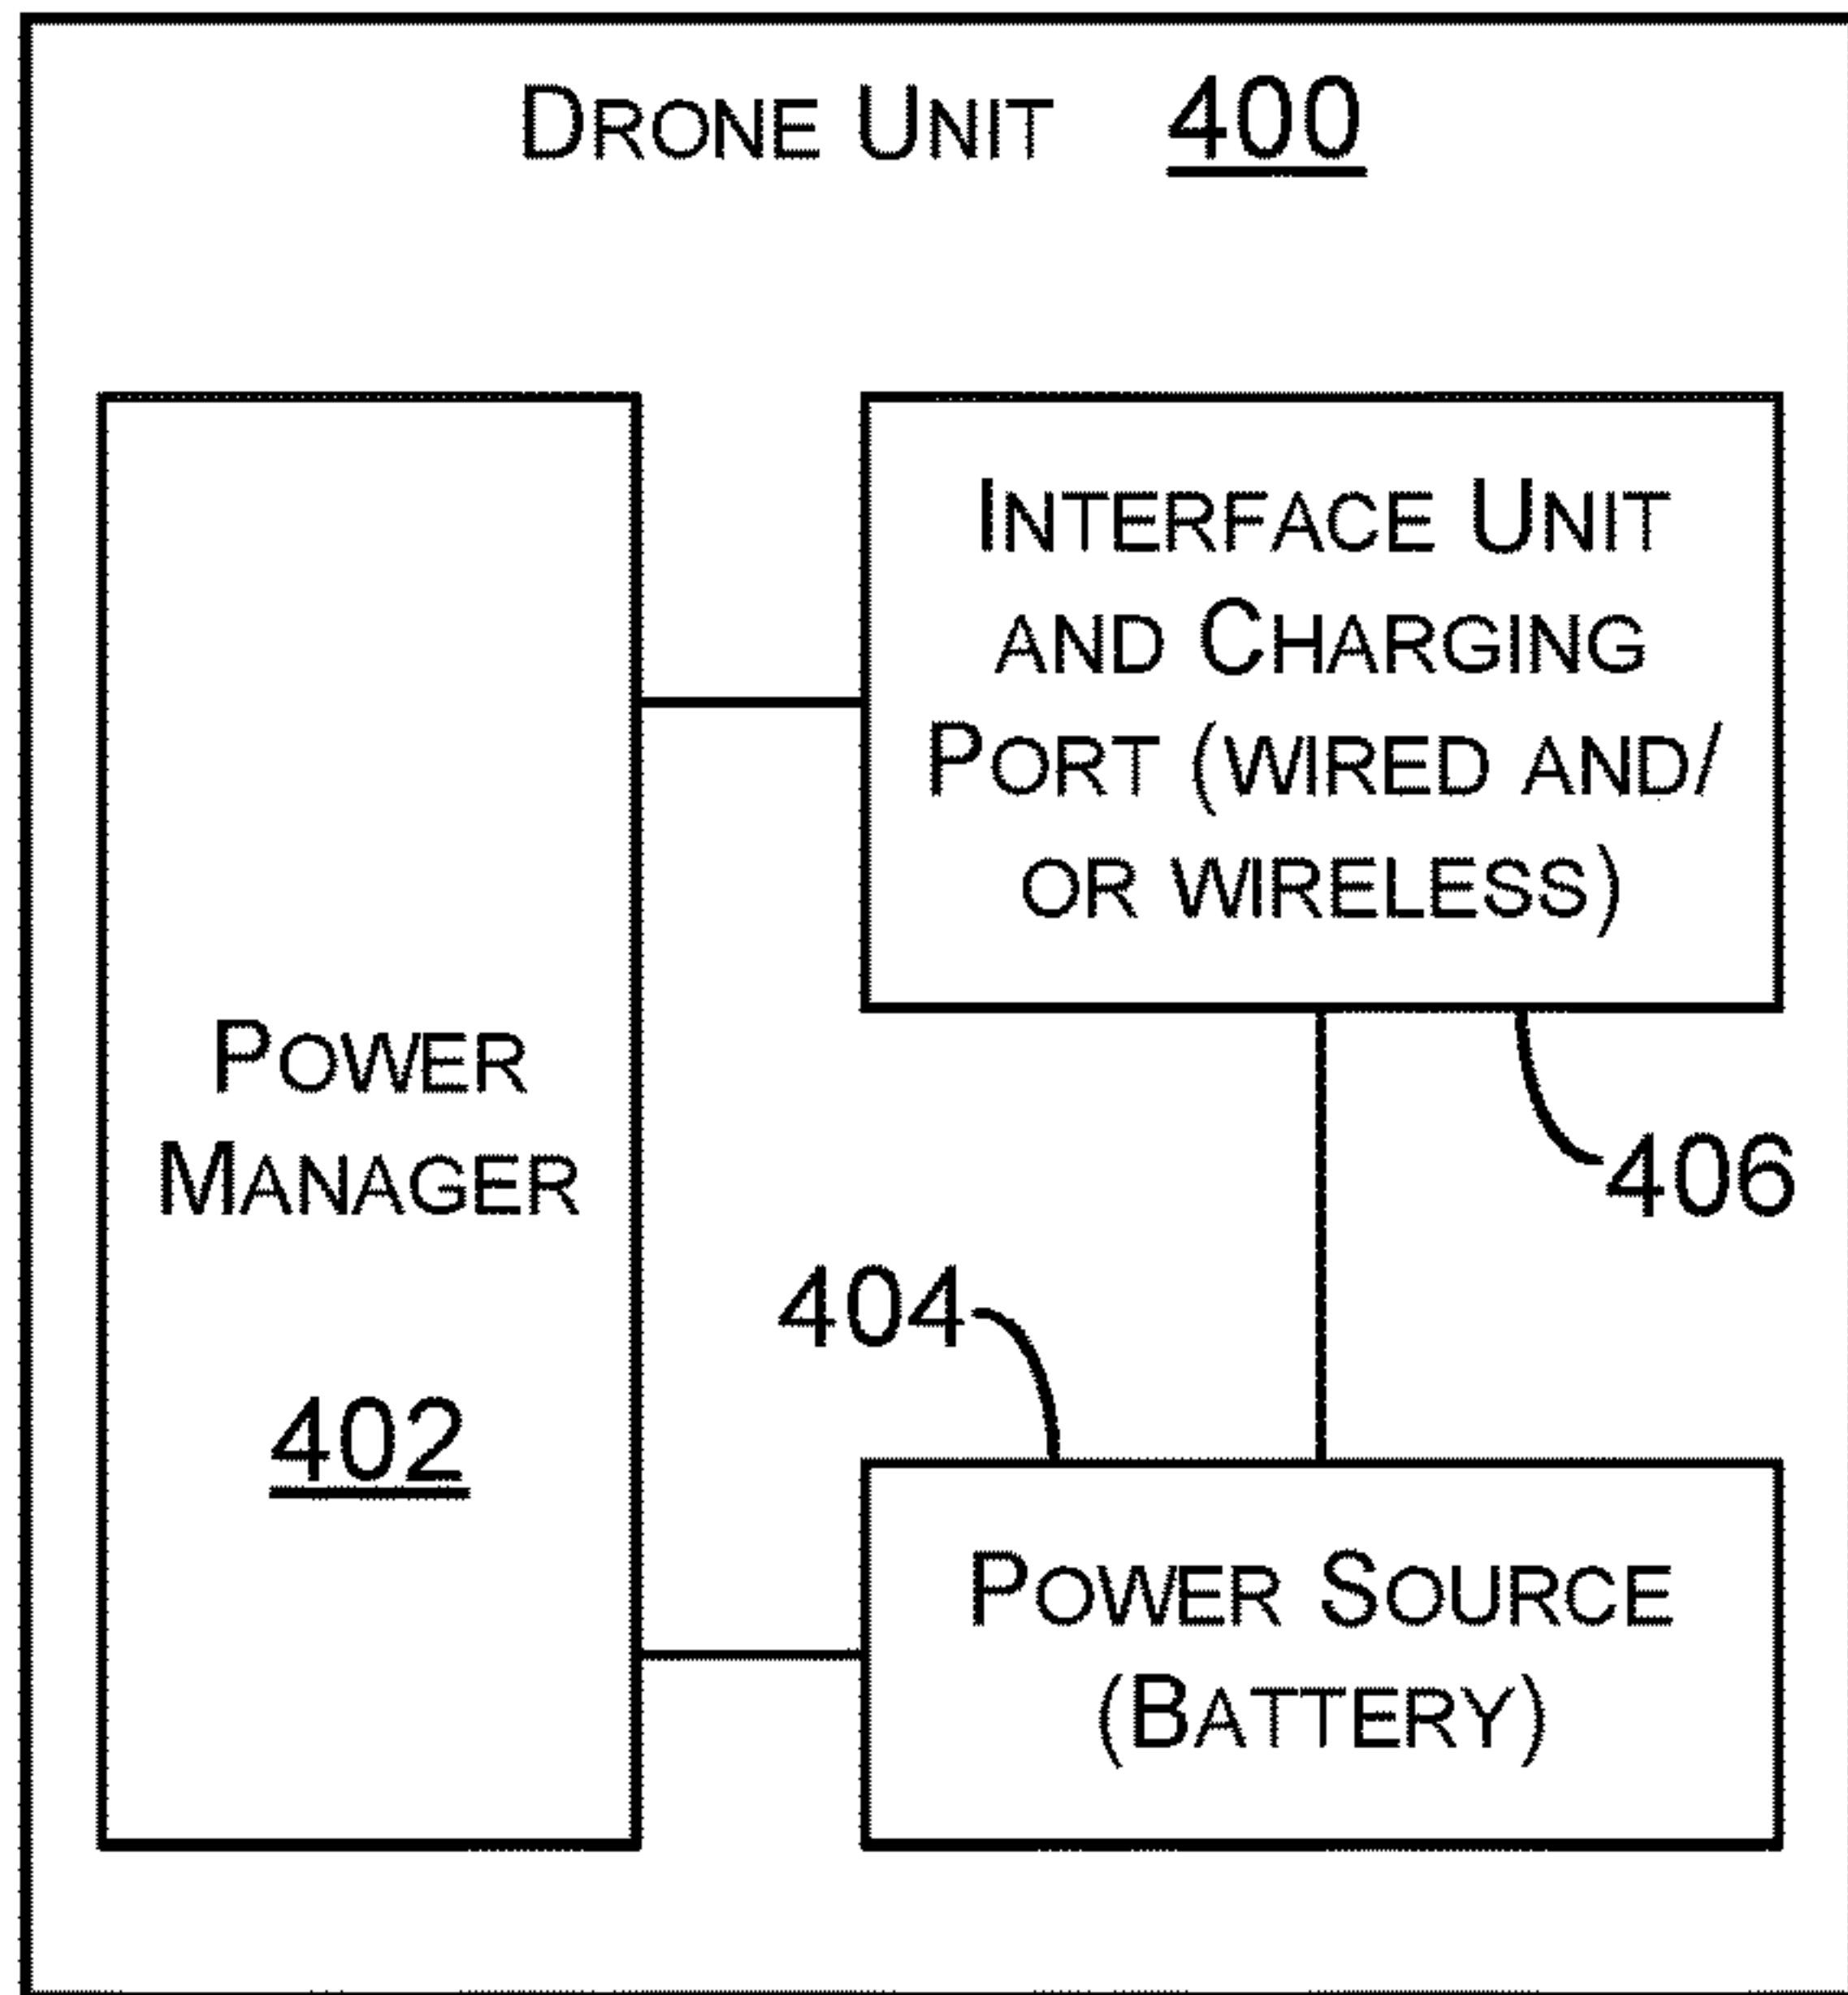 DRONE UNIT 400
INTERFACE UNIT
AND CHARGING
PORT (WIRED AND/
OR WIRELESS)
POWER
MANAGER
402
406
404
POWER SOURCE
(BATTERY)